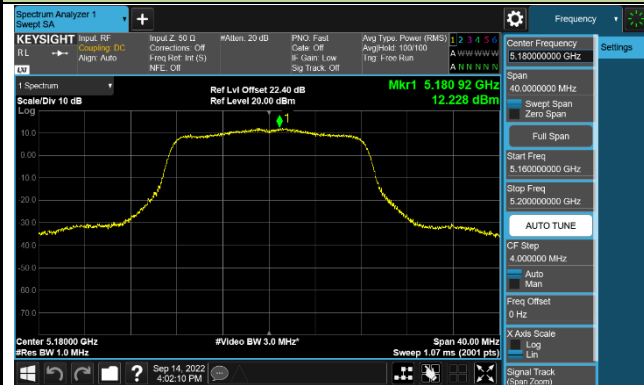 Spectrum Analyzer 1
Swept SA
+
Frequency
KEYSIGHT
Input: RF
Input Z: 50 Ω
#Atten: 20 dB
PNO: Fast
Avg Type: Power (RMS)
1 2 3 4 5 6
RL
Coupling: DC
Corrections: Off
Gate: Off
Avg|Hold: 100/100
A W W W W W
Align: Auto
Freq Ref: Int (S)
IF Gain: Low
Trig: Free Run
NFE: Off
Sig Track: Off
A N N N N N
LXI
1 Spectrum
Ref Lvl Offset 22.40 dB
Mkr1 5.180 92 GHz
Scale/Div 10 dB
Ref Level 20.00 dBm
12.228 dBm
Log
1
10.0
0.00
-10.0
-20.0
-30.0
-40.0
-50.0
-60.0
-70.0
Center 5.18000 GHz
#Video BW 3.0 MHz*
Span 40.00 MHz
#Res BW 1.0 MHz
Sweep 1.07 ms (2001 pts)
Center Frequency
5.180000000 GHz
Settings
Span
40.0000000 MHz
Swept Span
Zero Span
Full Span
Start Freq
5.160000000 GHz
Stop Freq
5.200000000 GHz
AUTO TUNE
CF Step
4.000000 MHz
Auto
Man
Freq Offset
0 Hz
X Axis Scale
Log
Lin
Signal Track
(Span Zoom)
?
Sep 14, 2022
4:02:10 PM